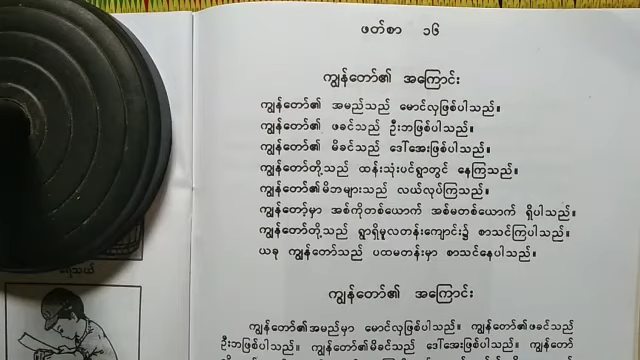 ဖတ်စာ ၁၆
ကျွန်တော်၏ အကြောင်း
ကျွန်တော်၏ အမည်သည် မောင်လှဖြစ်ပါသည်။
ကျွန်တော်၏ ဖခင်သည် ဦးဘဖြစ်ပါသည်။
ကျွန်တော်၏ မိခင်သည် ဒေါ်အေးဖြစ်ပါသည်။
ကျွန်တော်တို့သည် ထန်းသုံးပင်ရွာတွင် နေကြသည်။
ကျွန်တော်၏မိဘများသည် လယ်လုပ်ကြသည်။
ကျွန်တော့်မှာ အစ်ကိုတစ်ယောက် အစ်မတစ်ယောက် ရှိပါသည်။
ကျွန်တော်တို့သည် ရွာရှိမူလတန်းကျောင်း၌ စာသင်ကြပါသည်။
ယခု ကျွန်တော်သည် ပထမတန်းမှာ စာသင်နေပါသည်။
ကျွန်တော်၏ အကြောင်း
ကျွန်တော်၏အမည်မှာ မောင်လှဖြစ်ပါသည်။ ကျွန်တော်၏ဖခင်သည်
ဦးဘဖြစ်ပါသည်။ ကျွန်တော်၏မိခင်သည် ဒေါ်အေးဖြစ်ပါသည်။ ကျွန်တော်